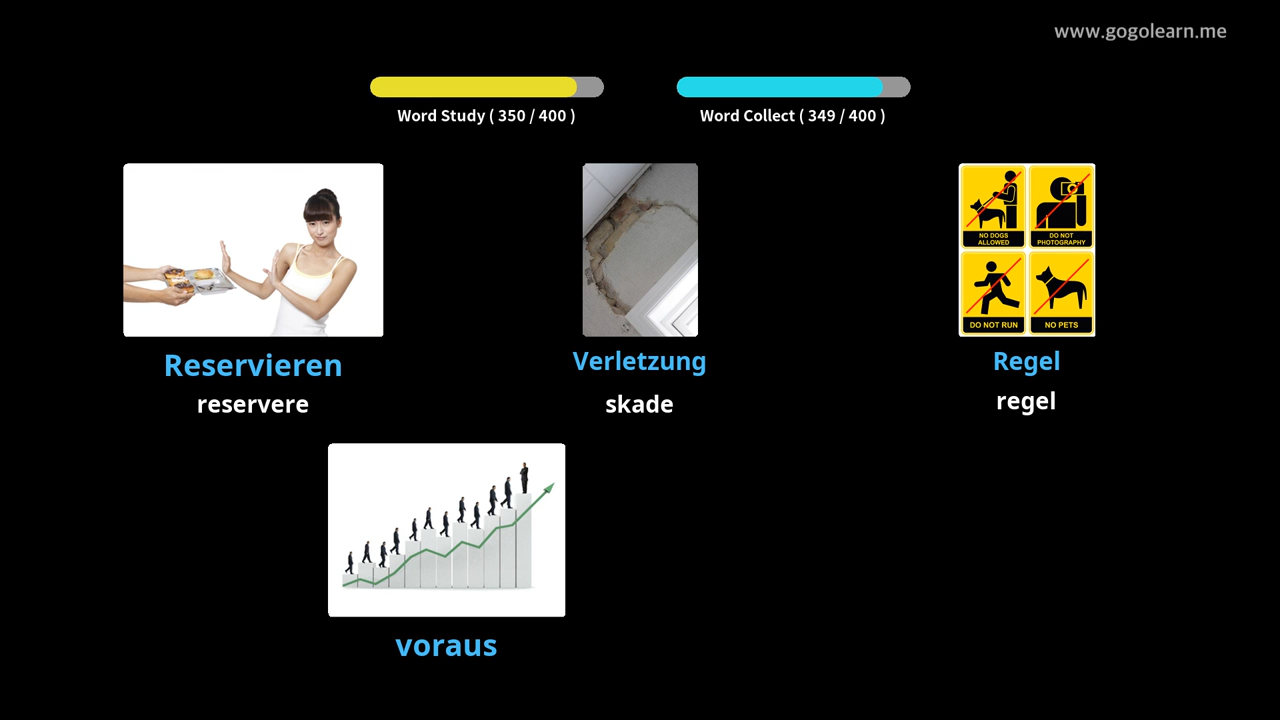 www.gogolearn.me
Word Study ( 350 / 400 )
Word Collect ( 349 / 400 )
NO DOGS
ALLOWED
DO NOT
PHOTOGRAPHY
DO NOT RUN
NO PETS
Reservieren
Verletzung
Regel
reservere
skade
regel
voraus